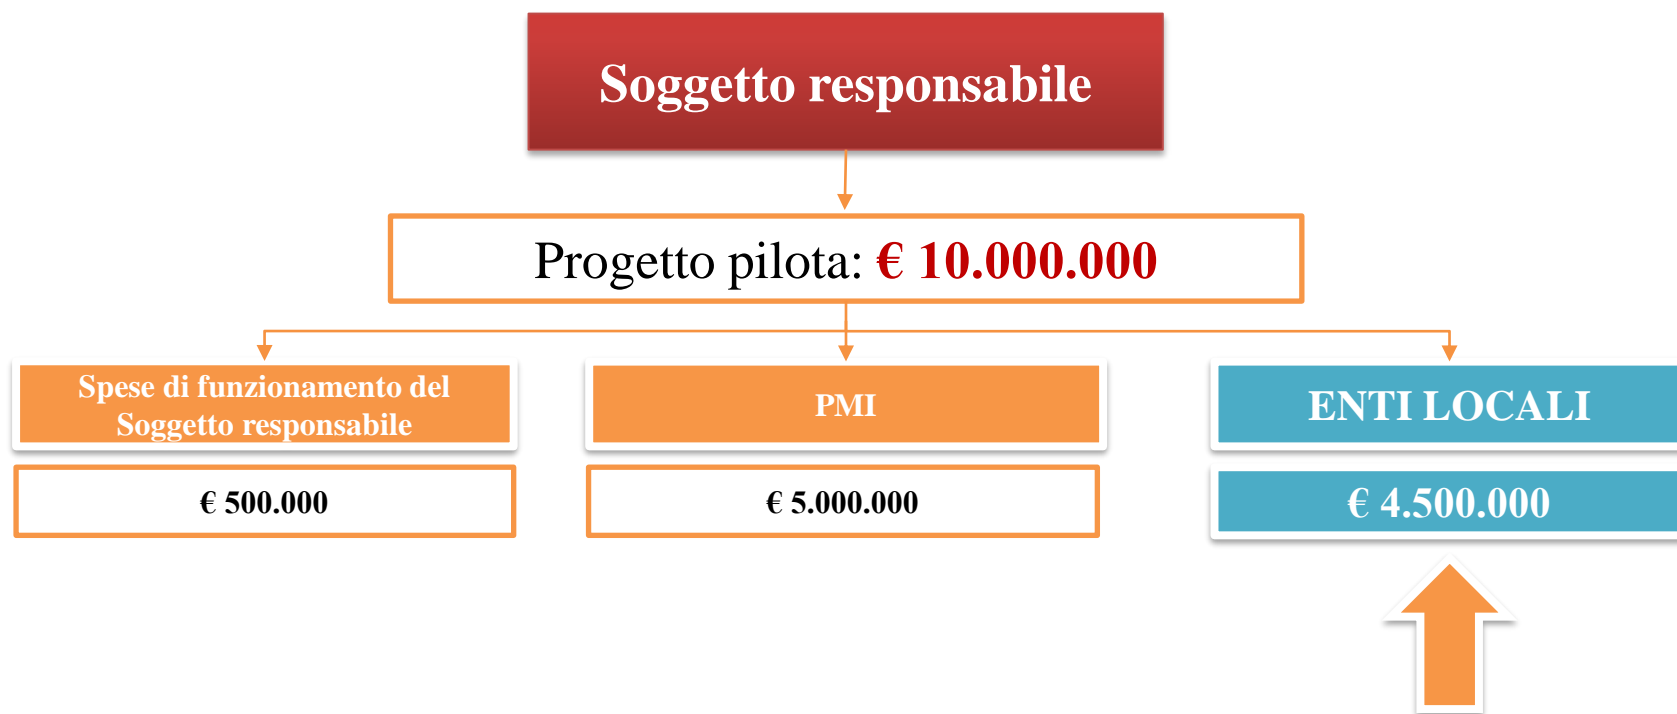 Soggetto responsabile
Progetto pilota: € 10.000.000
Spese di funzionamento del
Soggetto responsabile
PMI
ENTI LOCALI
€ 500.000
€ 5.000.000
€ 4.500.000